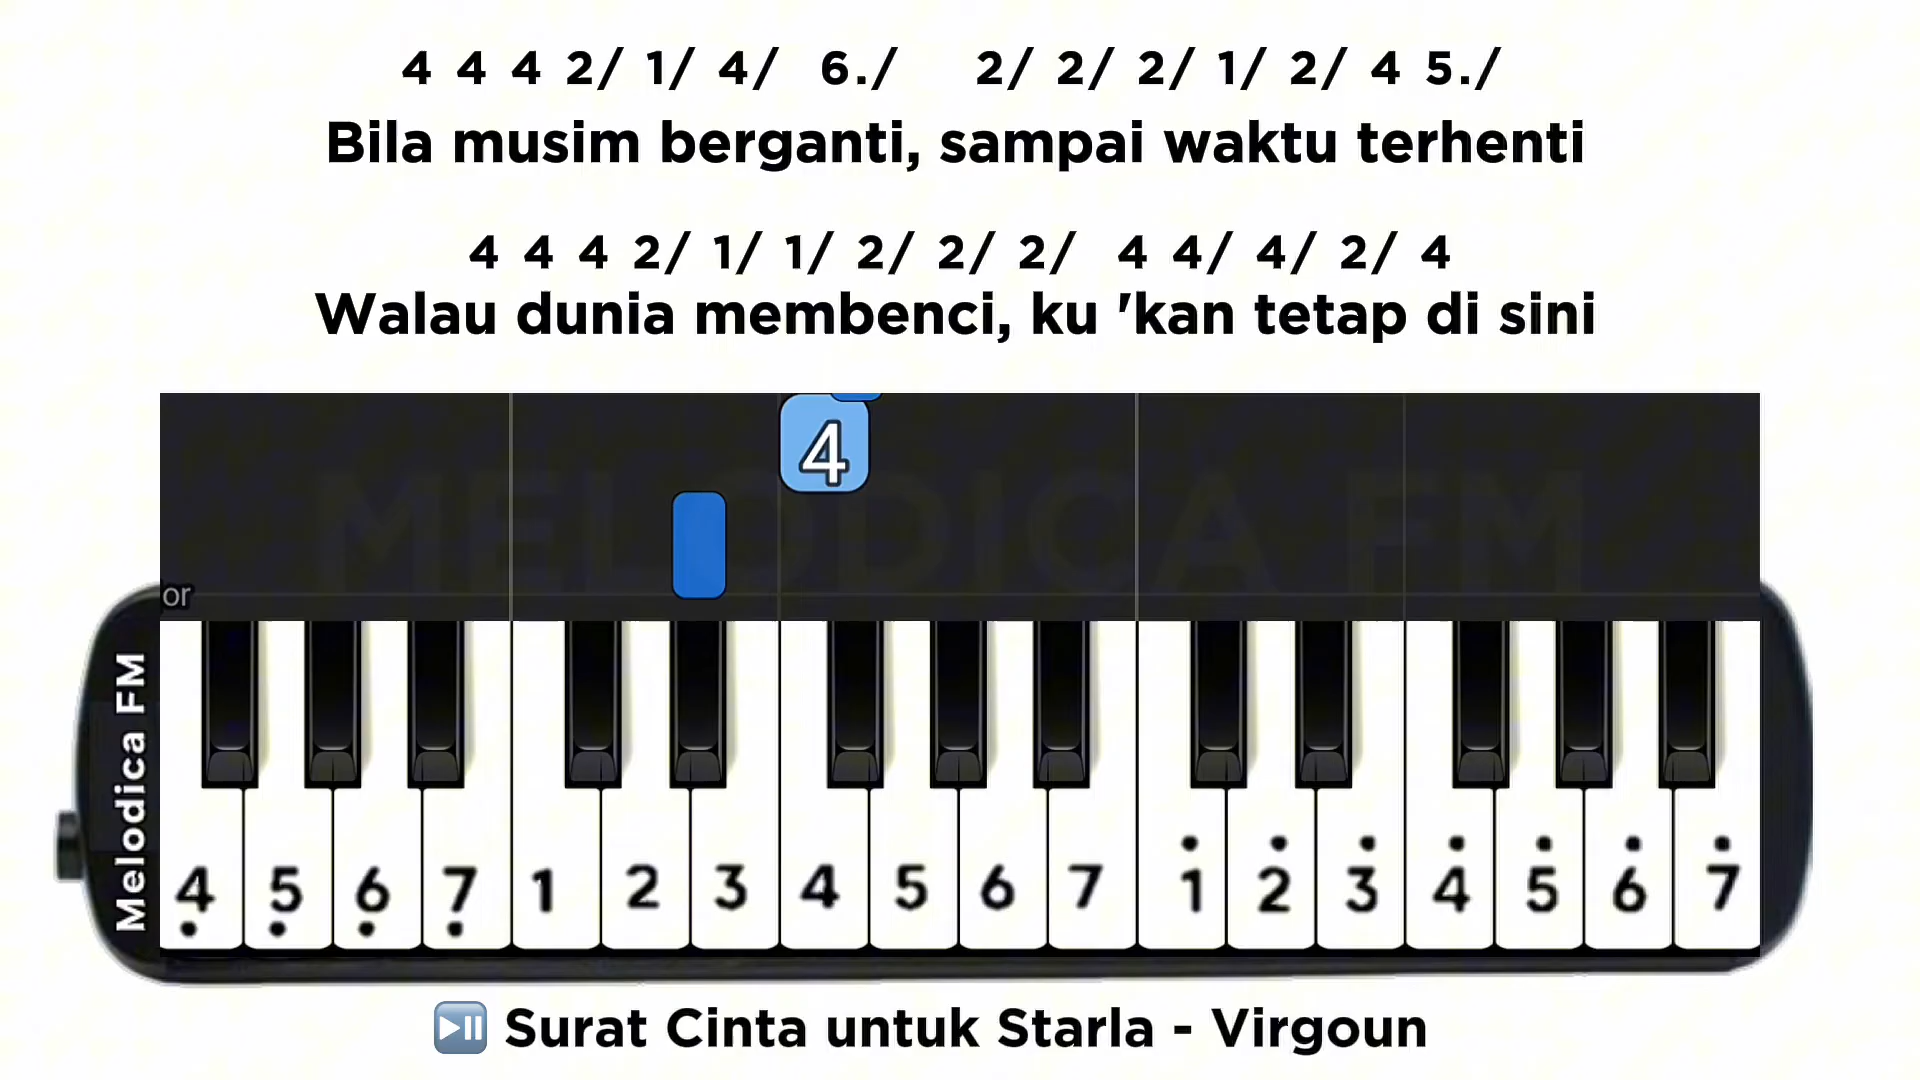 4 4 4 2/ 1/ 4/ 6./ 2/ 2/ 2/ 1/ 2/ 4 5./
Bila musim berganti, sampai waktu terhenti
4 4 4 2/ 1/ 1/ 2/ 2/ 2/ 4 4/ 4/ 2/ 4
Walau dunia membenci, ku 'kan tetap di sini
4
MELODICA FM
or
Melodica FM
4 5 6 7 1 2 3 4 5 6 7 1 2 3 4 5 6 7
Surat Cinta untuk Starla - Virgoun